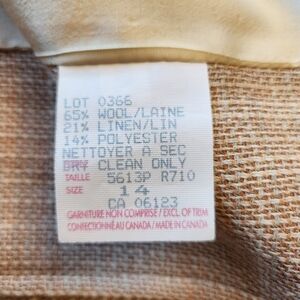 LOT 0366
65% WOOL/LAINE
21% LINEN/LIN
14% POLYESTER
NETTOYER A SEC
DRY CLEAN ONLY
TAILLE 5613P R710
SIZE 14
CA 06123
GARNITURE NON COMPRISE / EXCL. OF TRIM
CONFECTIONNÉ AU CANADA / MADE IN CANADA